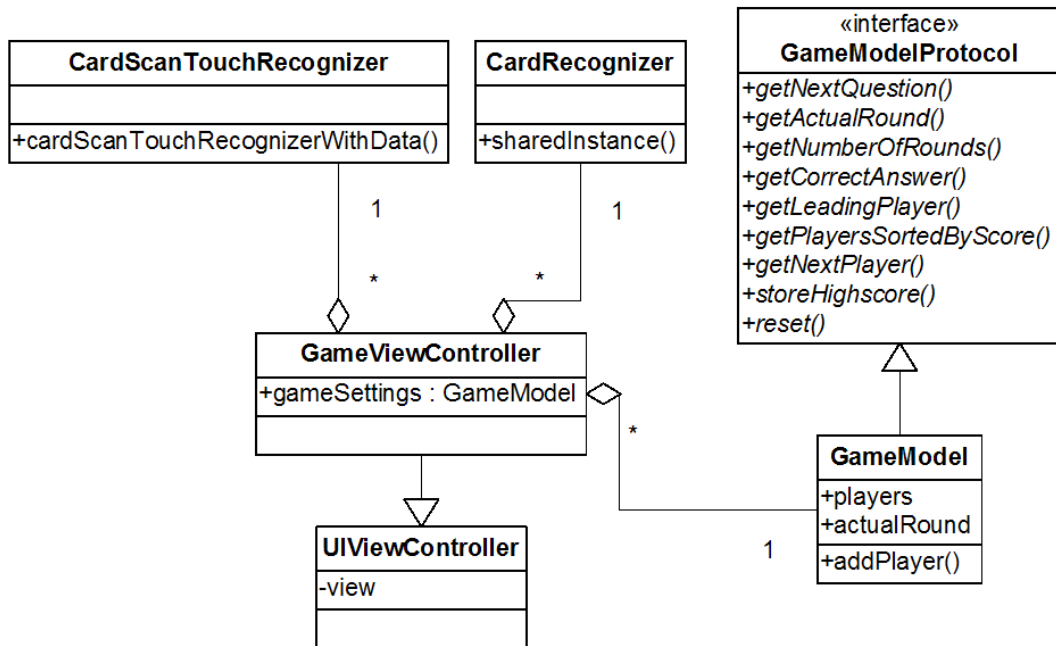 CardScanTouchRecognizer
+cardScanTouchRecognizerWithData()
CardRecognizer
+sharedInstance()
«interface»
GameModelProtocol
+getNextQuestion()
+getActualRound()
+getNumberOfRounds()
+getCorrectAnswer()
+getLeadingPlayer()
+getPlayersSortedByScore()
+getNextPlayer()
+storeHighscore()
+reset()
1
1
*
*
GameViewController
+gameSettings : GameModel
*
1
GameModel
+players
+actualRound
+addPlayer()
UIViewController
-view